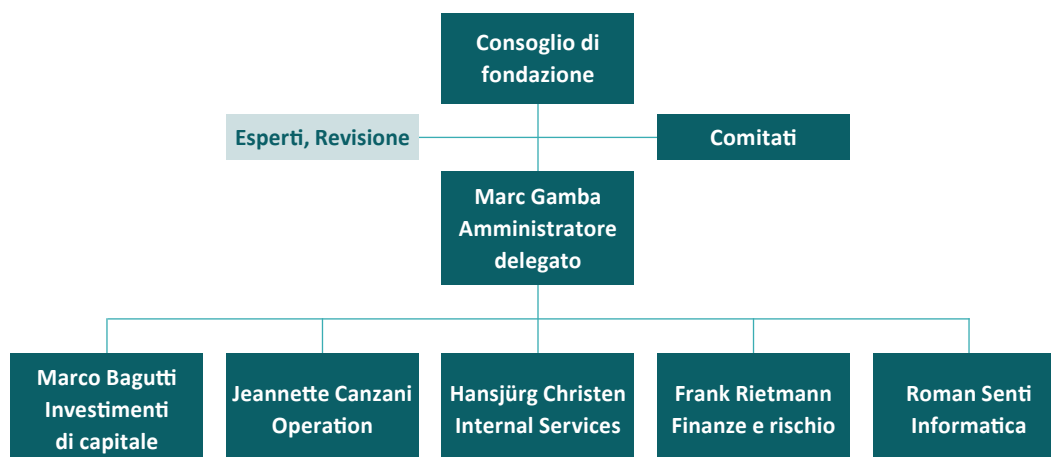 Consoglio di
fondazione
Esperti, Revisione
Comitati
Marc Gamba
Amministratore
delegato
Marco Bagutti
Investimenti
di capitale
Jeannette Canzani
Operation
Hansjürg Christen
Internal Services
Frank Rietmann
Finanze e rischio
Roman Senti
Informatica